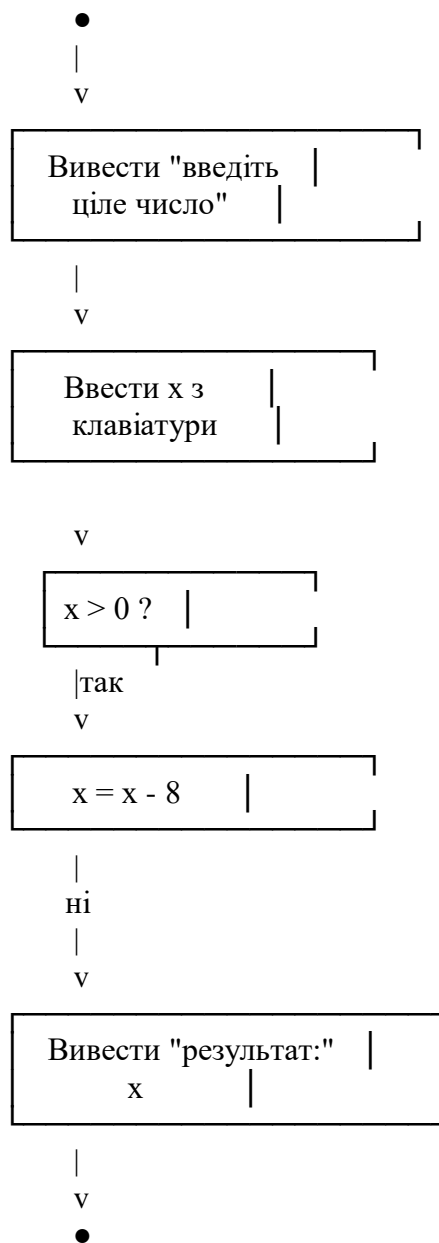 v
Вивести "введіть
ціле число"
v
Ввести x з
клавіатури
v
x > 0 ?
так
v
x = x - 8
ні
v
Вивести "результат:"
x
v